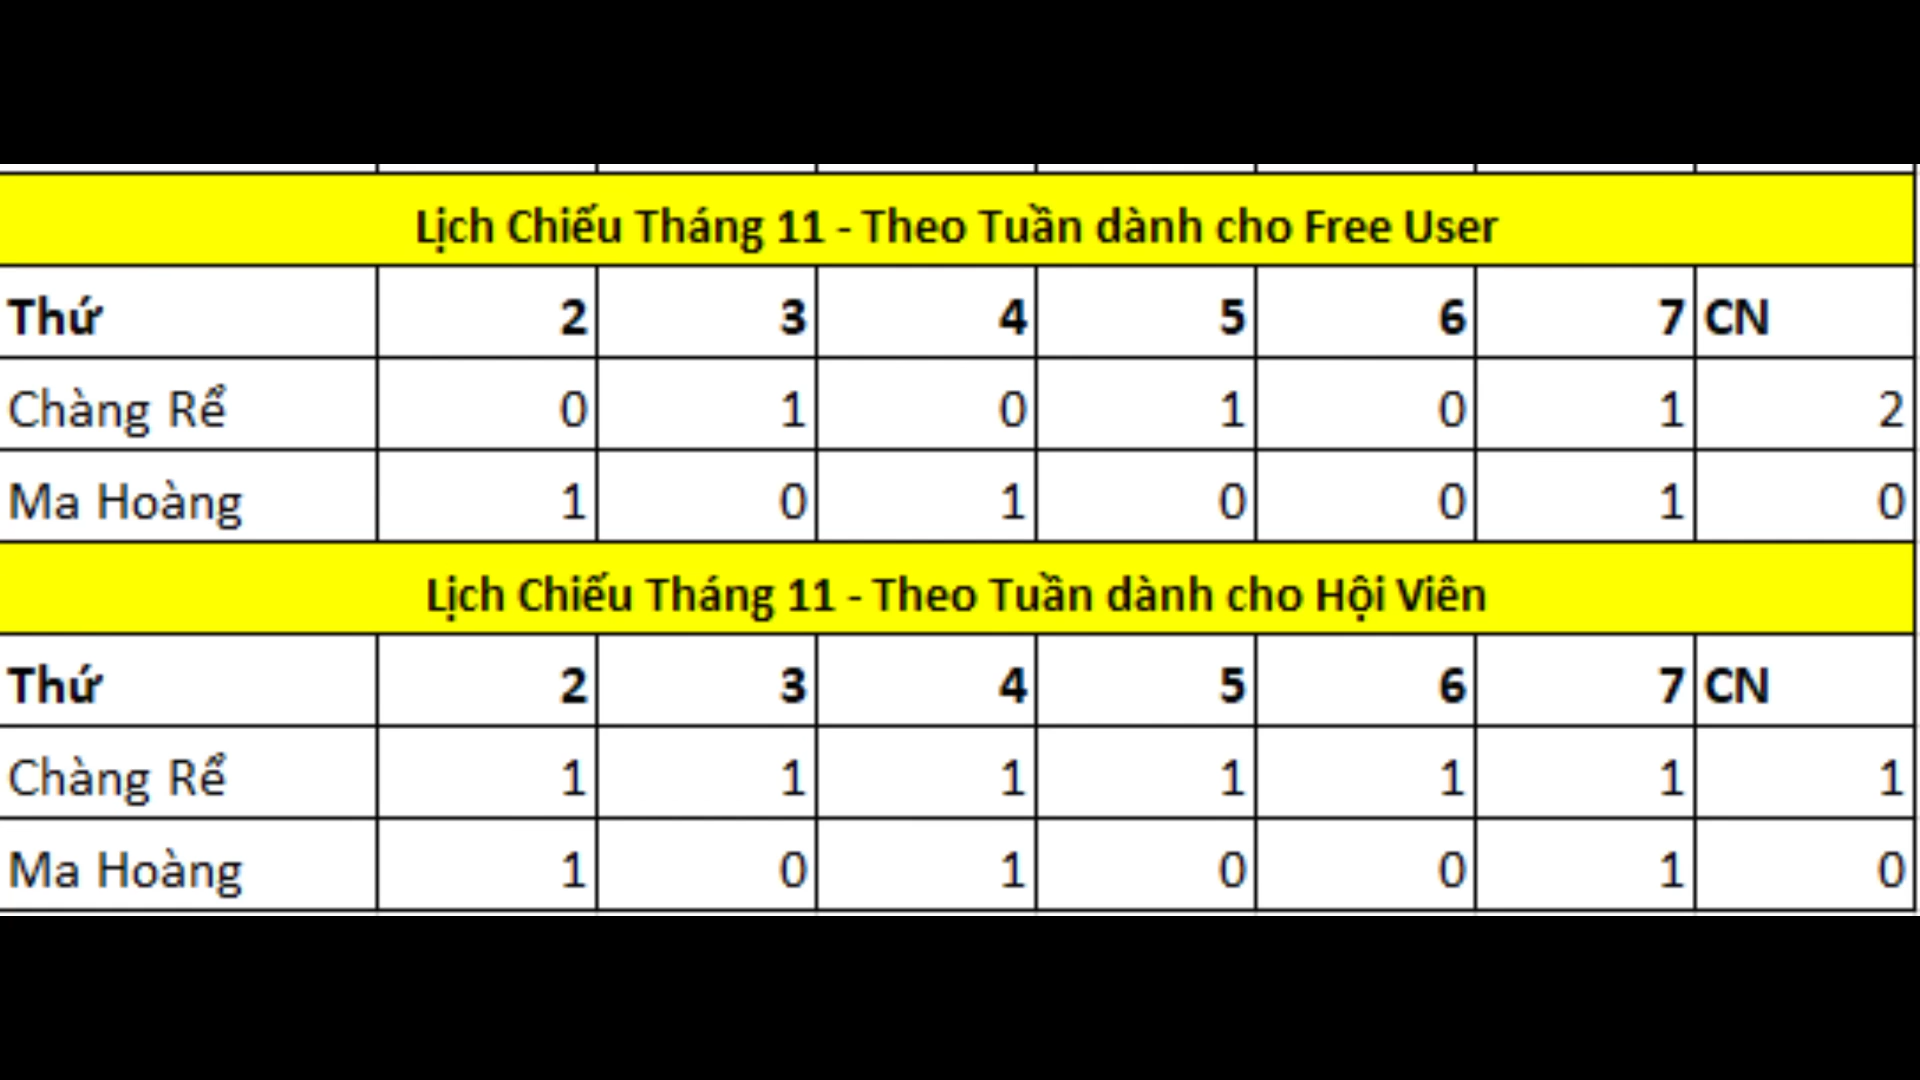 Lịch Chiếu Tháng 11 - Theo Tuần dành cho Free User
Thứ 2 3 4 5 6 7 CN
Chàng Rể 0 1 0 1 0 1 2
Ma Hoàng 1 0 1 0 0 1 0
Lịch Chiếu Tháng 11 - Theo Tuần dành cho Hội Viên
Thứ 2 3 4 5 6 7 CN
Chàng Rể 1 1 1 1 1 1 1
Ma Hoàng 1 0 1 0 0 1 0